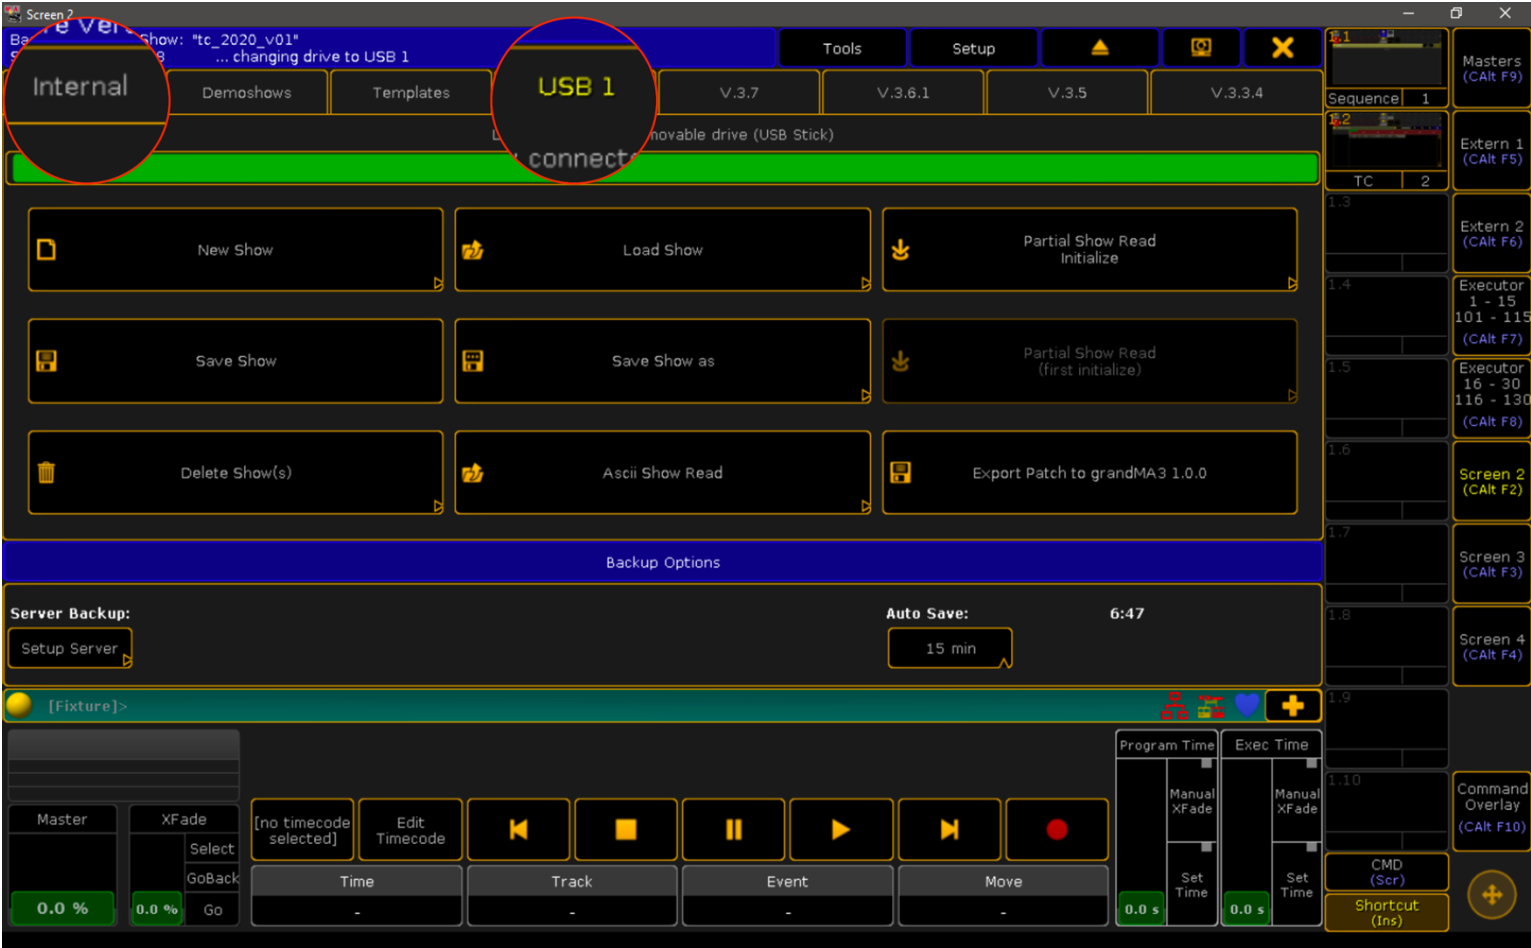 Screen 2
Ba
Show: "tc_2020_v01"
S
8
... changing drive to USB 1
re Ver
Tools
Setup
Internal
Demoshows
Templates
USB 1
V.3.7
V.3.6.1
V.3.5
V.3.3.4
movable drive (USB Stick)
y connecte
New Show
Load Show
Partial Show Read
Initialize
Save Show
Save Show as
Partial Show Read
(first initialize)
Delete Show(s)
Ascii Show Read
Export Patch to grandMA3 1.0.0
Backup Options
Server Backup:
Auto Save:
6:47
Setup Server
15 min
[Fixture]>
Master
0.0 %
XFade
Select
GoBack
Go
0.0 %
[no timecode
selected]
Edit
Timecode
Time
-
Track
-
Event
-
Move
-
Program Time
Manual
XFade
Set
Time
0.0 s
Exec Time
Manual
XFade
Set
Time
0.0 s
1.1
Sequence 1
1.2
TC 2
1.3
1.4
1.5
1.6
1.7
1.8
1.9
1.10
CMD
(Scr)
Shortcut
(Ins)
Masters
(CAlt F9)
Extern 1
(CAlt F5)
Extern 2
(CAlt F6)
Executor
1 - 15
101 - 115
(CAlt F7)
Executor
16 - 30
116 - 130
(CAlt F8)
Screen 2
(CAlt F2)
Screen 3
(CAlt F3)
Screen 4
(CAlt F4)
Command
Overlay
(CAlt F10)